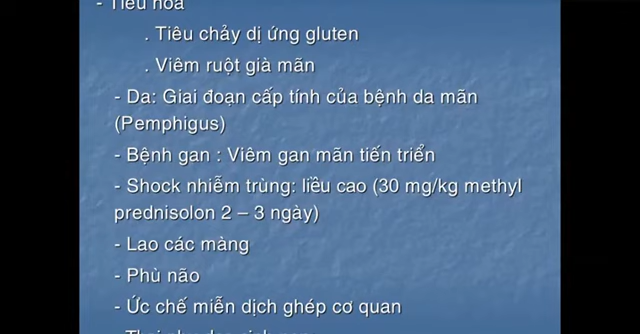 - Tiêu hoá
. Tiêu chảy dị ứng gluten
. Viêm ruột già mãn
- Da: Giai đoạn cấp tính của bệnh da mãn
(Pemphigus)
- Bệnh gan : Viêm gan mãn tiến triển
- Shock nhiễm trùng: liều cao (30 mg/kg methyl
prednisolon 2 – 3 ngày)
- Lao các màng
- Phù não
- Ức chế miễn dịch ghép cơ quan